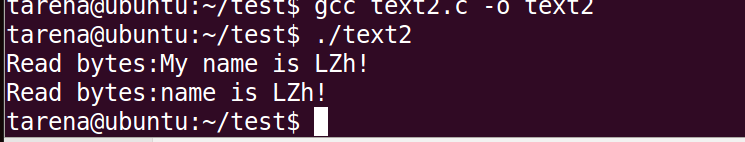 tarena@ubuntu:~/test$ gcc text2.c -o text2
tarena@ubuntu:~/test$ ./text2
Read bytes:My name is LZh!
Read bytes:name is LZh!
tarena@ubuntu:~/test$